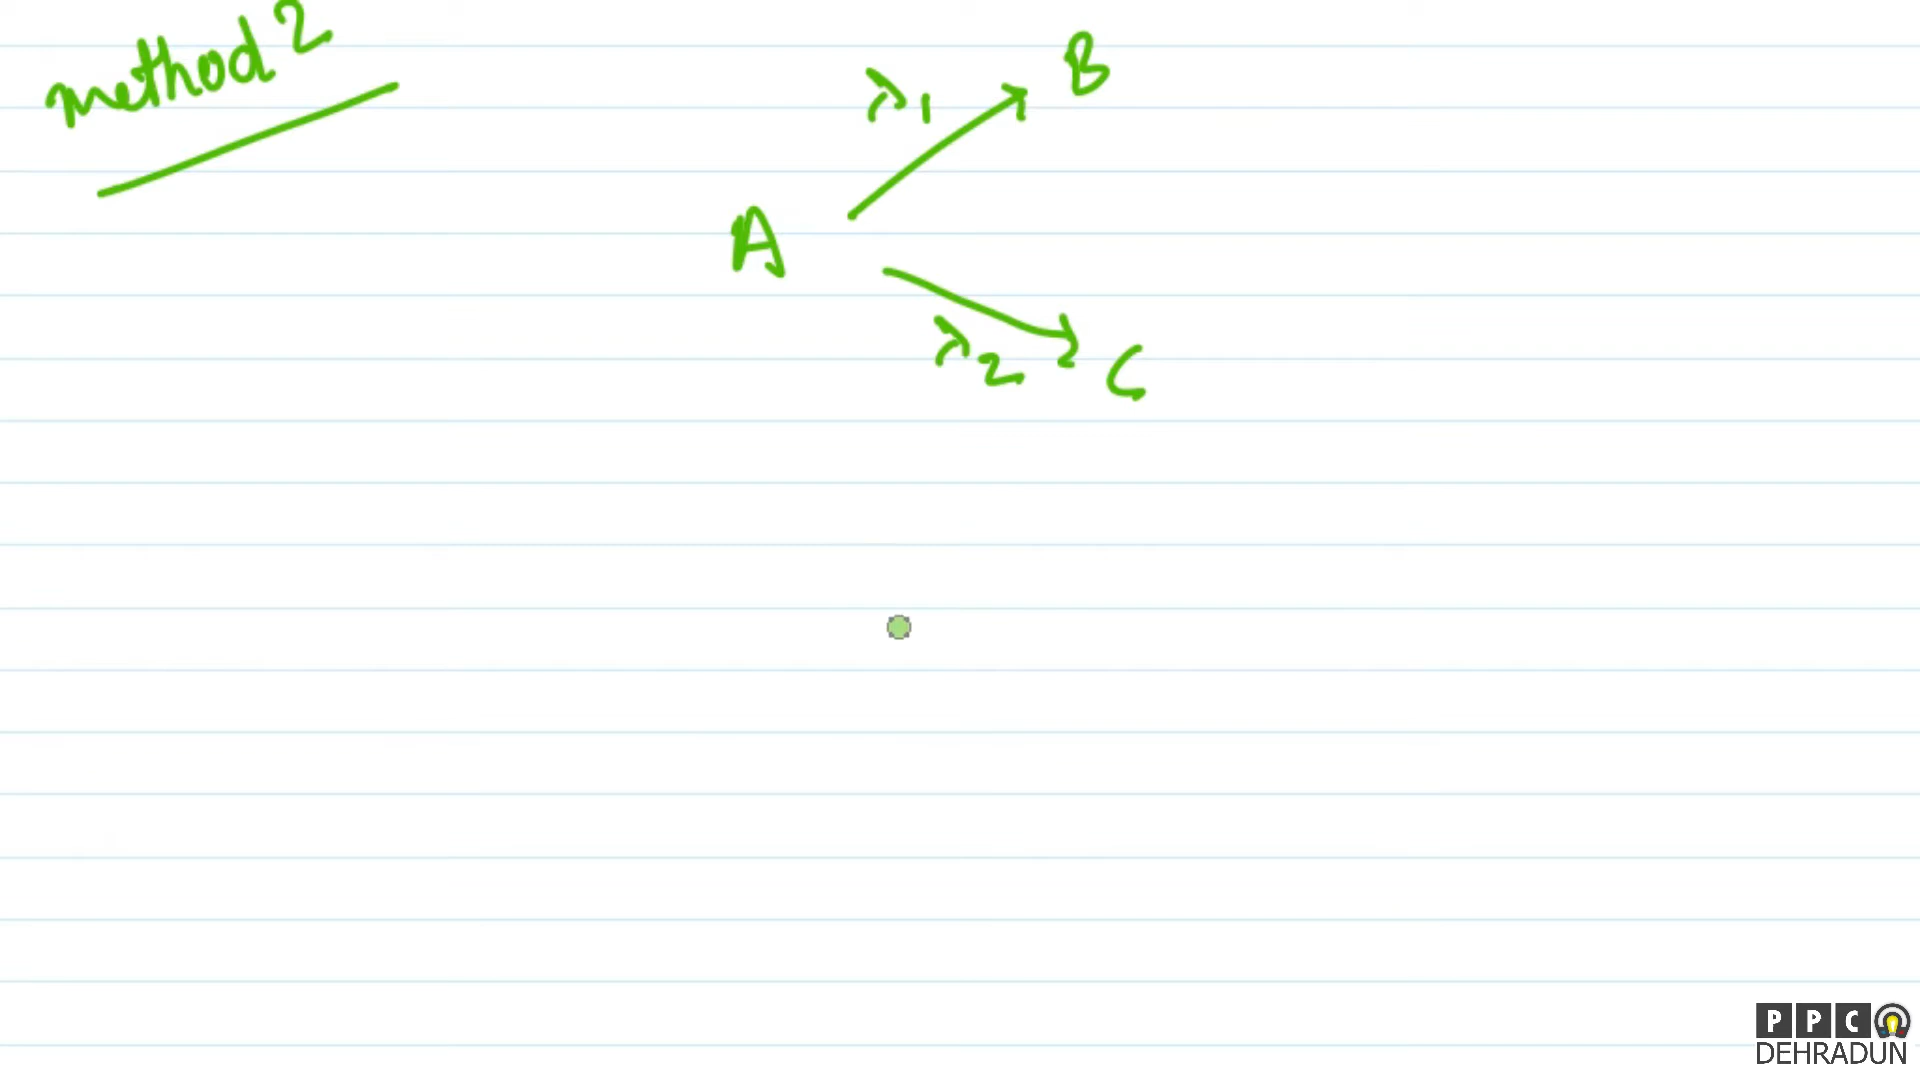 method 2
λ1 B
A
λ2 C
PPC
DEHRADUN